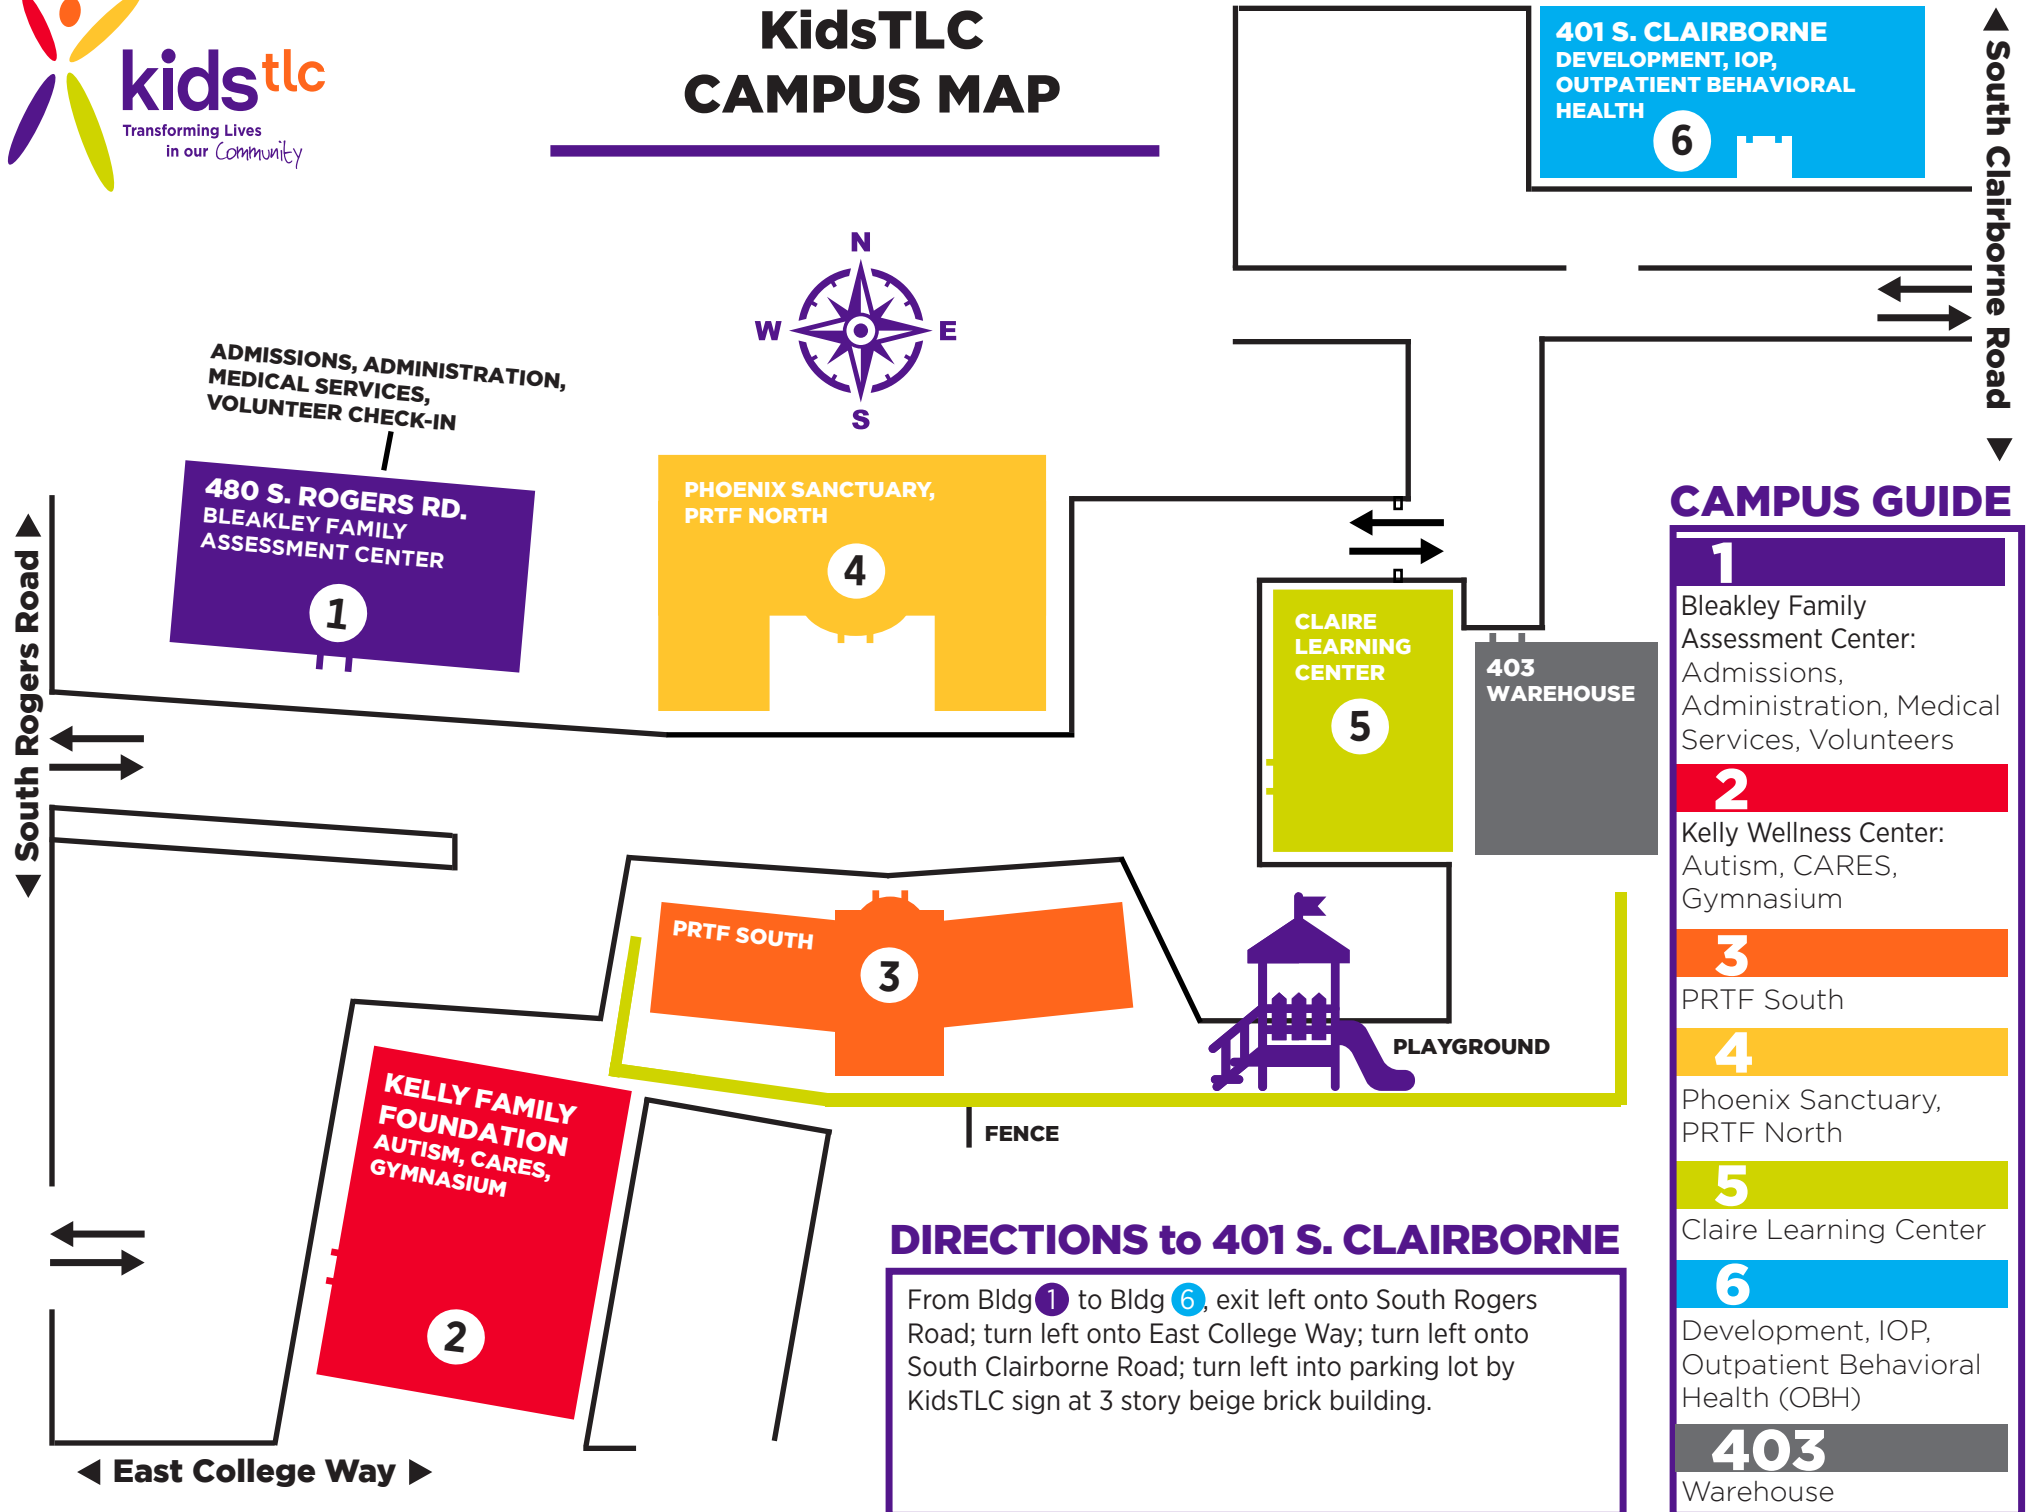 kids tlc
Transforming Lives
in our Community
KidsTLC
CAMPUS MAP
401 S. CLAIRBORNE
DEVELOPMENT, IOP,
OUTPATIENT BEHAVIORAL
HEALTH
6
South Clairborne Road
N
W E
S
ADMISSIONS, ADMINISTRATION,
MEDICAL SERVICES,
VOLUNTEER CHECK-IN
480 S. ROGERS RD.
BLEAKLEY FAMILY
ASSESSMENT CENTER
1
PHOENIX SANCTUARY,
PRTF NORTH
4
South Rogers Road
CLAIRE
LEARNING
CENTER
5
403
WAREHOUSE
PRTF SOUTH
3
PLAYGROUND
FENCE
KELLY FAMILY
FOUNDATION
AUTISM, CARES,
GYMNASIUM
2
East College Way
DIRECTIONS to 401 S. CLAIRBORNE
From Bldg 1 to Bldg 6, exit left onto South Rogers
Road; turn left onto East College Way; turn left onto
South Clairborne Road; turn left into parking lot by
KidsTLC sign at 3 story beige brick building.
CAMPUS GUIDE
1
Bleakley Family
Assessment Center:
Admissions,
Administration, Medical
Services, Volunteers
2
Kelly Wellness Center:
Autism, CARES,
Gymnasium
3
PRTF South
4
Phoenix Sanctuary,
PRTF North
5
Claire Learning Center
6
Development, IOP,
Outpatient Behavioral
Health (OBH)
403
Warehouse